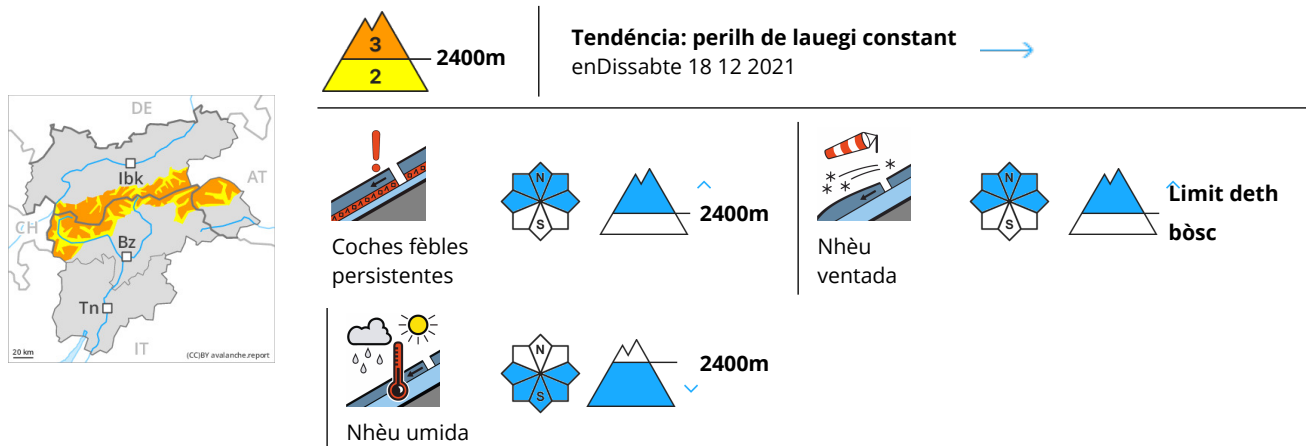 3
2
2400m
Tendéncia: perilh de lauegi constant
enDissabte 18 12 2021
DE
Ibk
AT
CH
Bz
Tn
IT
20 km
(CC)BY avalanche.report
N
S
2400m
Coches fèbles
persistentes
N
S
Limit deth
bòsc
Nhèu
ventada
N
S
2400m
Nhèu umida